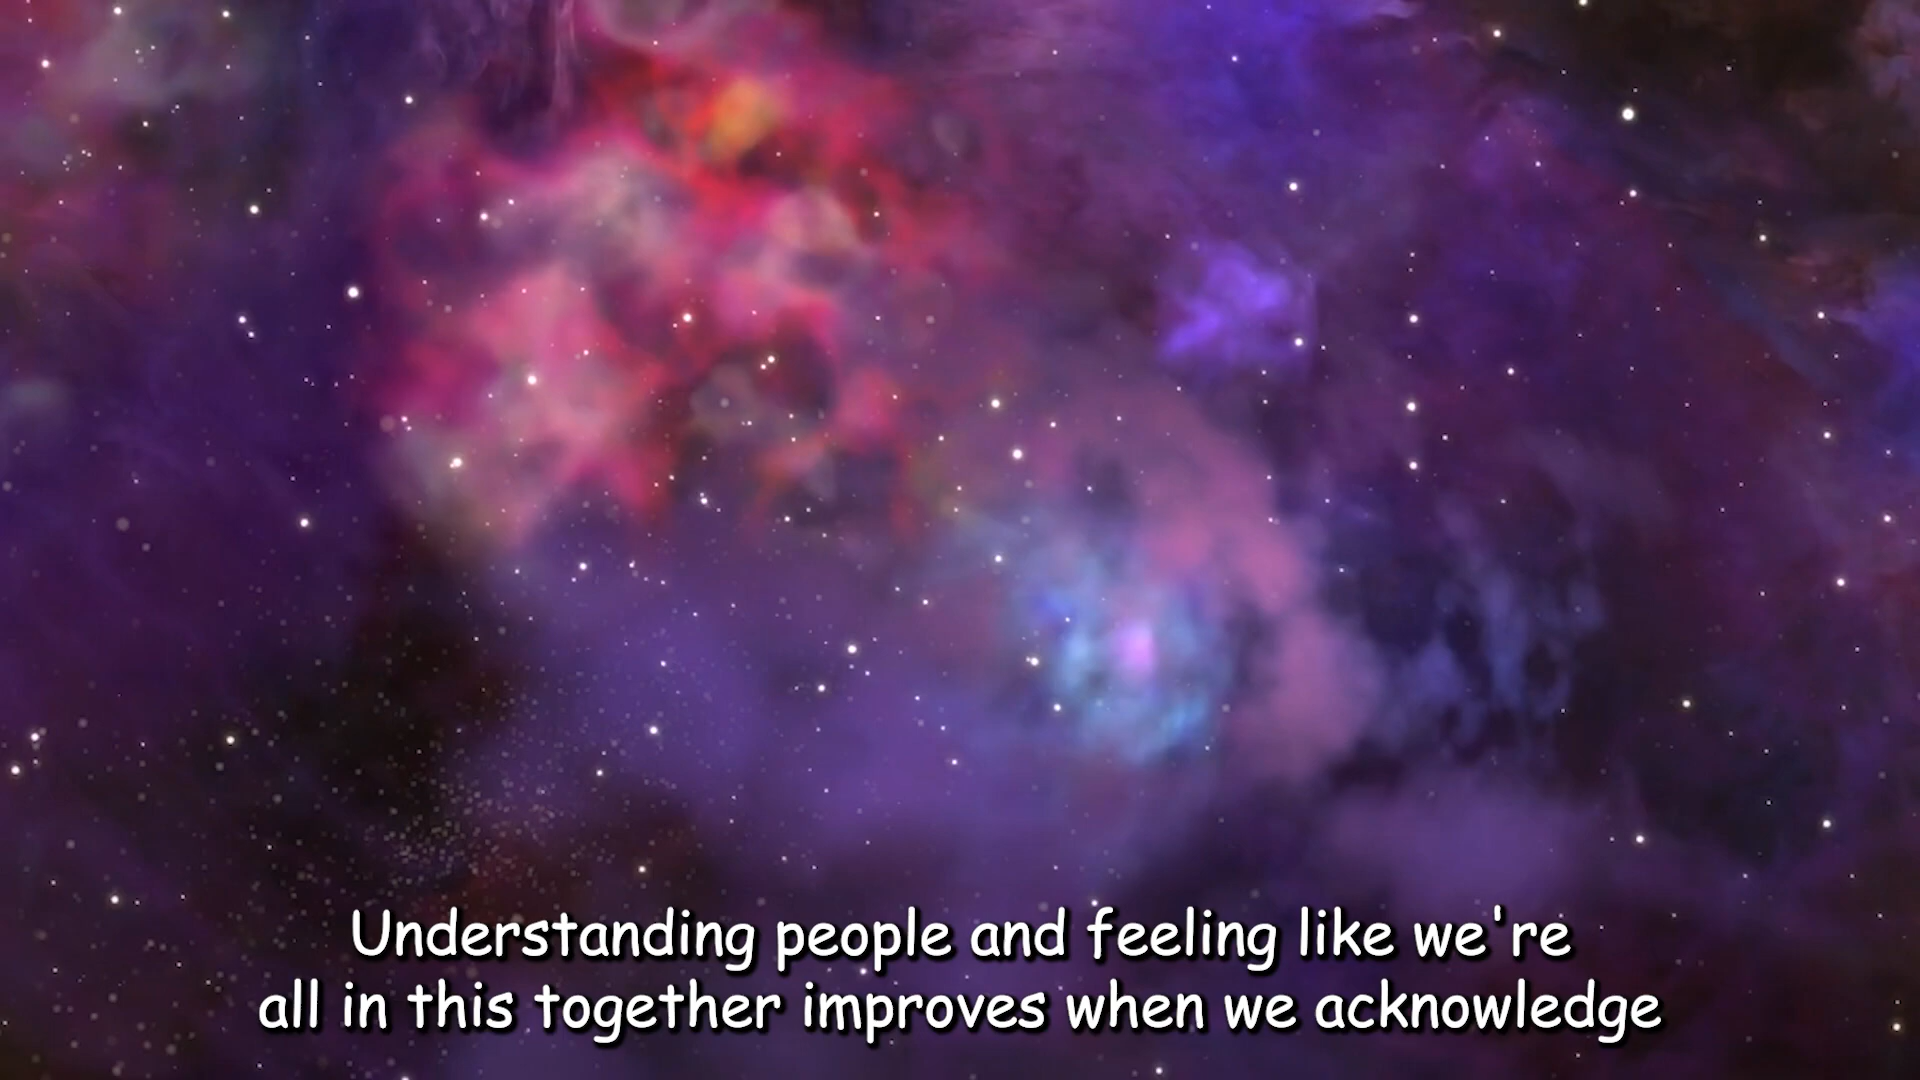 Understanding people and feeling like we're
all in this together improves when we acknowledge